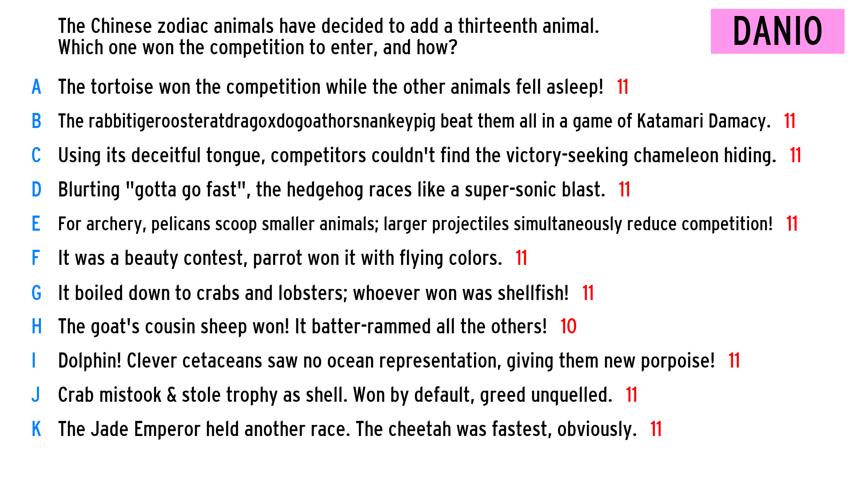 The Chinese zodiac animals have decided to add a thirteenth animal.
Which one won the competition to enter, and how?
DANIO
A The tortoise won the competition while the other animals fell asleep! 11
B The rabbitigeroosteratdragoxdogoathorsnankeypig beat them all in a game of Katamari Damacy. 11
C Using its deceitful tongue, competitors couldn't find the victory-seeking chameleon hiding. 11
D Blurting "gotta go fast", the hedgehog races like a super-sonic blast. 11
E For archery, pelicans scoop smaller animals; larger projectiles simultaneously reduce competition! 11
F It was a beauty contest, parrot won it with flying colors. 11
G It boiled down to crabs and lobsters; whoever won was shellfish! 11
H The goat's cousin sheep won! It batter-rammed all the others! 10
I Dolphin! Clever cetaceans saw no ocean representation, giving them new porpoise! 11
J Crab mistook & stole trophy as shell. Won by default, greed unquelled. 11
K The Jade Emperor held another race. The cheetah was fastest, obviously. 11